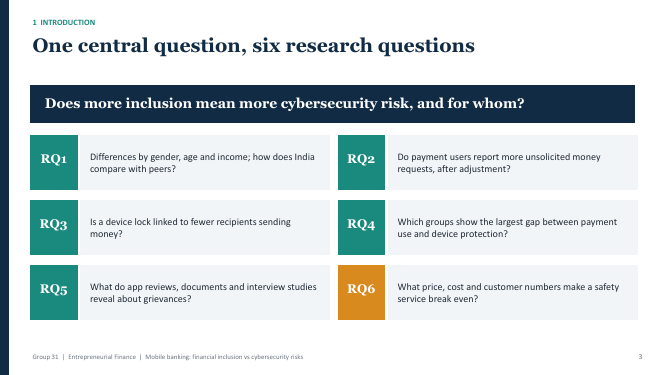 1 INTRODUCTION
One central question, six research questions
Does more inclusion mean more cybersecurity risk, and for whom?
RQ1
Differences by gender, age and income; how does India
compare with peers?
RQ2
Do payment users report more unsolicited money
requests, after adjustment?
RQ3
Is a device lock linked to fewer recipients sending
money?
RQ4
Which groups show the largest gap between payment
use and device protection?
RQ5
What do app reviews, documents and interview studies
reveal about grievances?
RQ6
What price, cost and customer numbers make a safety
service break even?
Group 31 | Entrepreneurial Finance | Mobile banking: financial inclusion vs cybersecurity risks
3